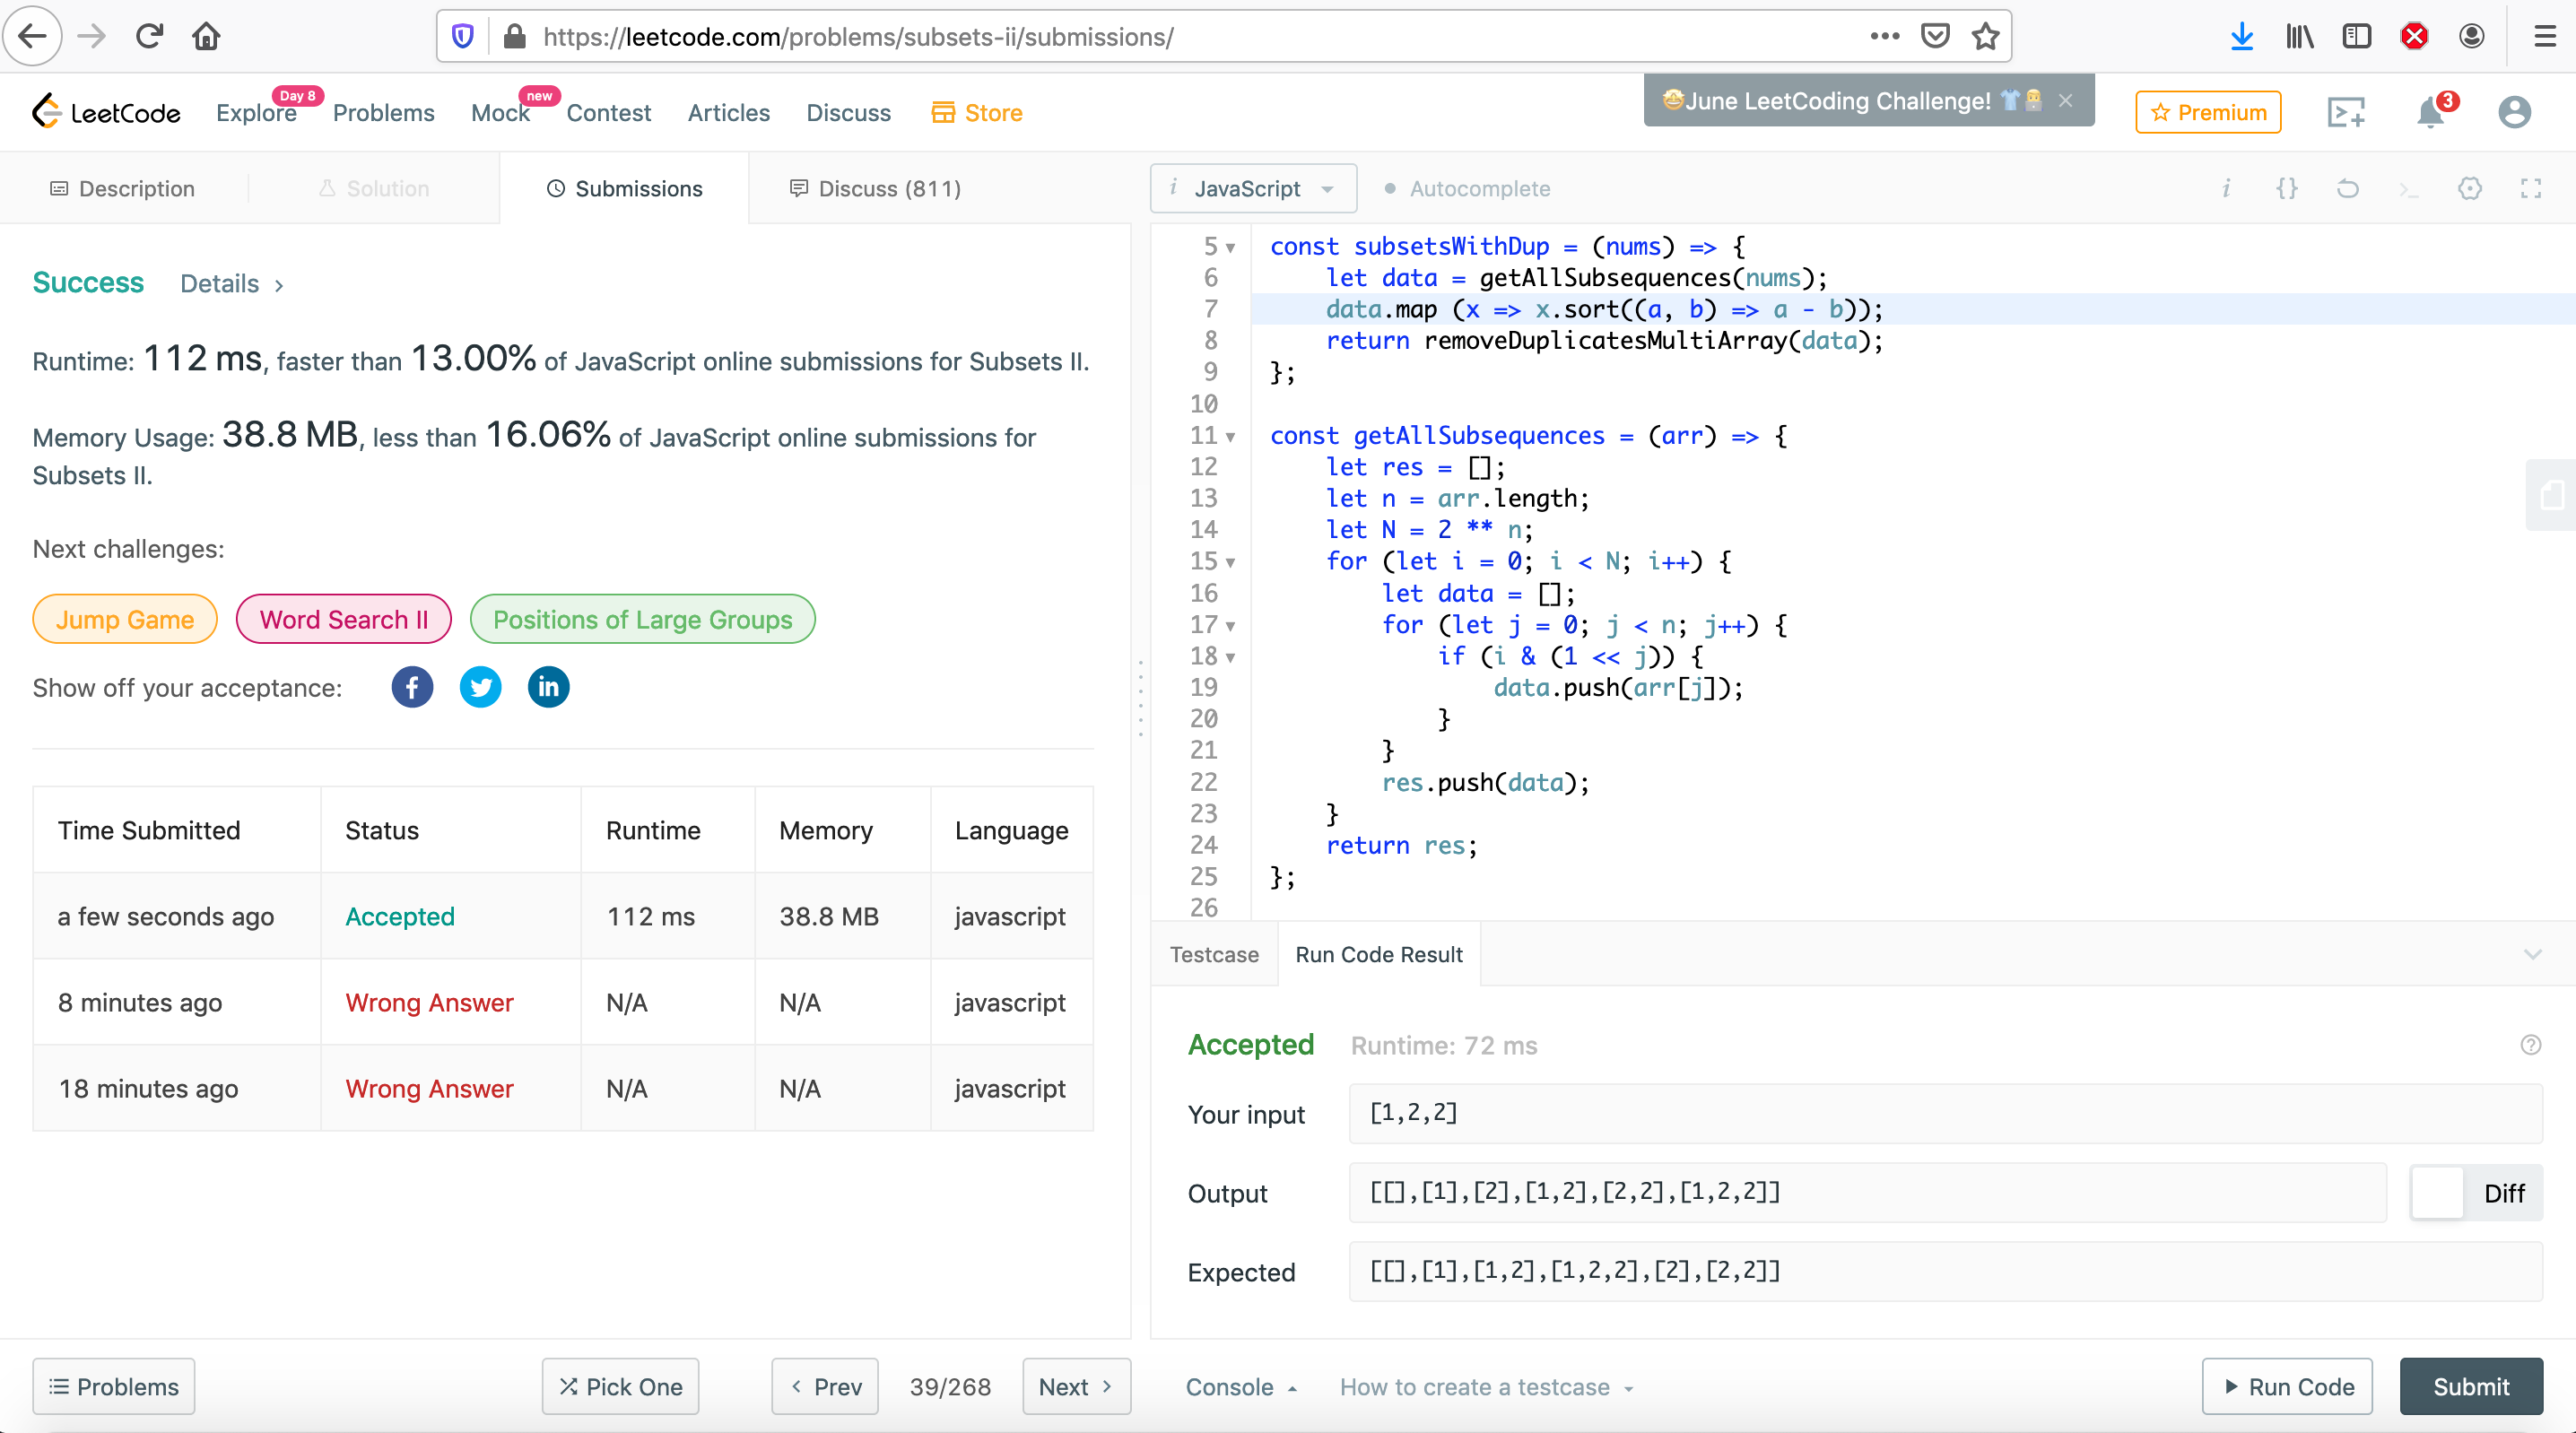 https://leetcode.com/problems/subsets-ii/submissions/
LeetCode
Explore
Day 8
Problems
Mock
new
Contest
Articles
Discuss
Store
June LeetCoding Challenge!
Premium
3
Description
Solution
Submissions
Discuss (811)
i JavaScript
Autocomplete
i {}
Success Details >
Runtime: 112 ms, faster than 13.00% of JavaScript online submissions for Subsets II.
Memory Usage: 38.8 MB, less than 16.06% of JavaScript online submissions for
Subsets II.
Next challenges:
Jump Game
Word Search II
Positions of Large Groups
Show off your acceptance:
Time Submitted Status Runtime Memory Language
a few seconds ago Accepted 112 ms 38.8 MB javascript
8 minutes ago Wrong Answer N/A N/A javascript
18 minutes ago Wrong Answer N/A N/A javascript
5 const subsetsWithDup = (nums) => {
6     let data = getAllSubsequences(nums);
7     data.map (x => x.sort((a, b) => a - b));
8     return removeDuplicatesMultiArray(data);
9 };
10
11 const getAllSubsequences = (arr) => {
12     let res = [];
13     let n = arr.length;
14     let N = 2 ** n;
15     for (let i = 0; i < N; i++) {
16         let data = [];
17         for (let j = 0; j < n; j++) {
18             if (i & (1 << j)) {
19                 data.push(arr[j]);
20             }
21         }
22         res.push(data);
23     }
24     return res;
25 };
26
Testcase
Run Code Result
Accepted Runtime: 72 ms
Your input [1,2,2]
Output [[],[1],[2],[1,2],[2,2],[1,2,2]]
Diff
Expected [[],[1],[1,2],[1,2,2],[2],[2,2]]
Problems
Pick One
< Prev
39/268
Next >
Console
How to create a testcase
Run Code
Submit